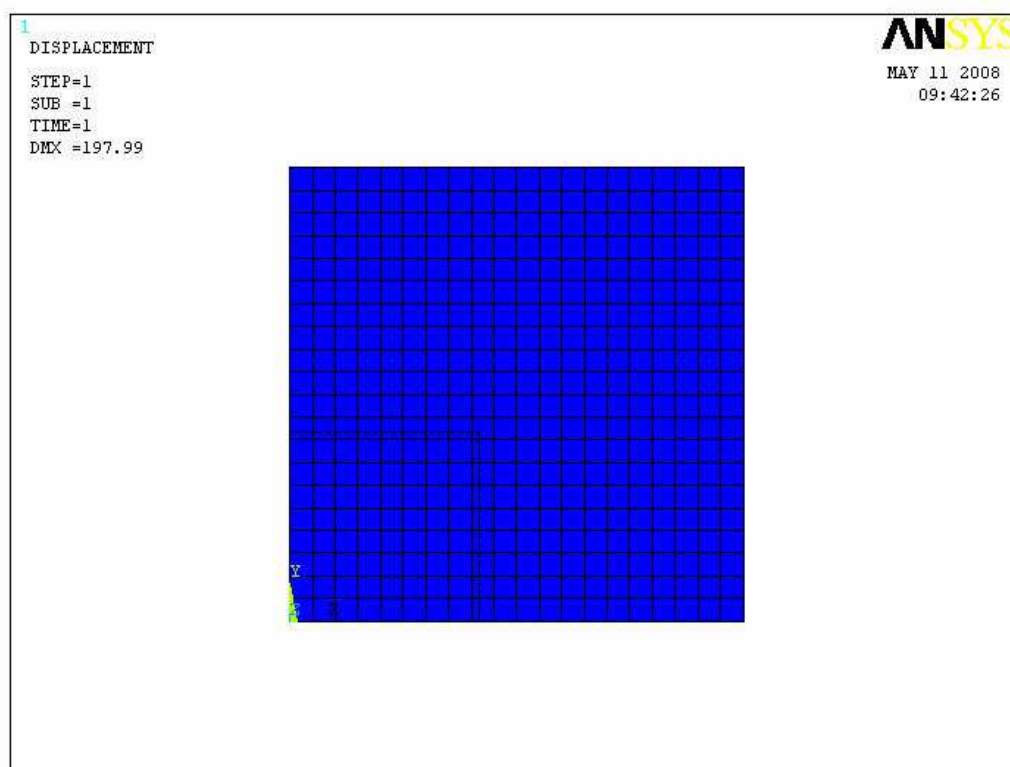 1
DISPLACEMENT
STEP=1
SUB =1
TIME=1
DMX =197.99
ANSYS
MAY 11 2008
09:42:26
Y
Z X